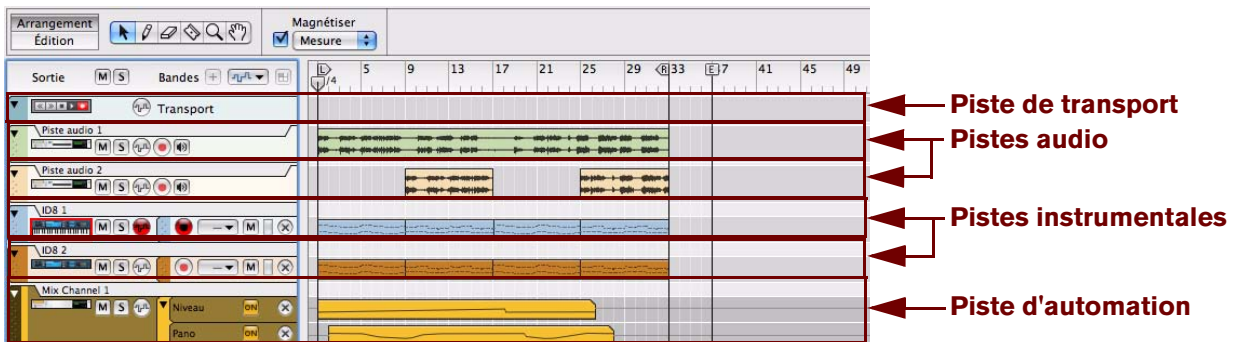 Arrangement
Édition
Magnétiser
Mesure
Sortie M S Bandes
L /4 5 9 13 17 21 25 29 R 33 E 37 41 45 49
Transport
Piste de transport
Piste audio 1
M S
Pistes audio
Piste audio 2
M S
ID8 1
M S M
Pistes instrumentales
ID8 2
M S M
Mix Channel 1
M S Niveau ON
Piste d'automation
Pano ON